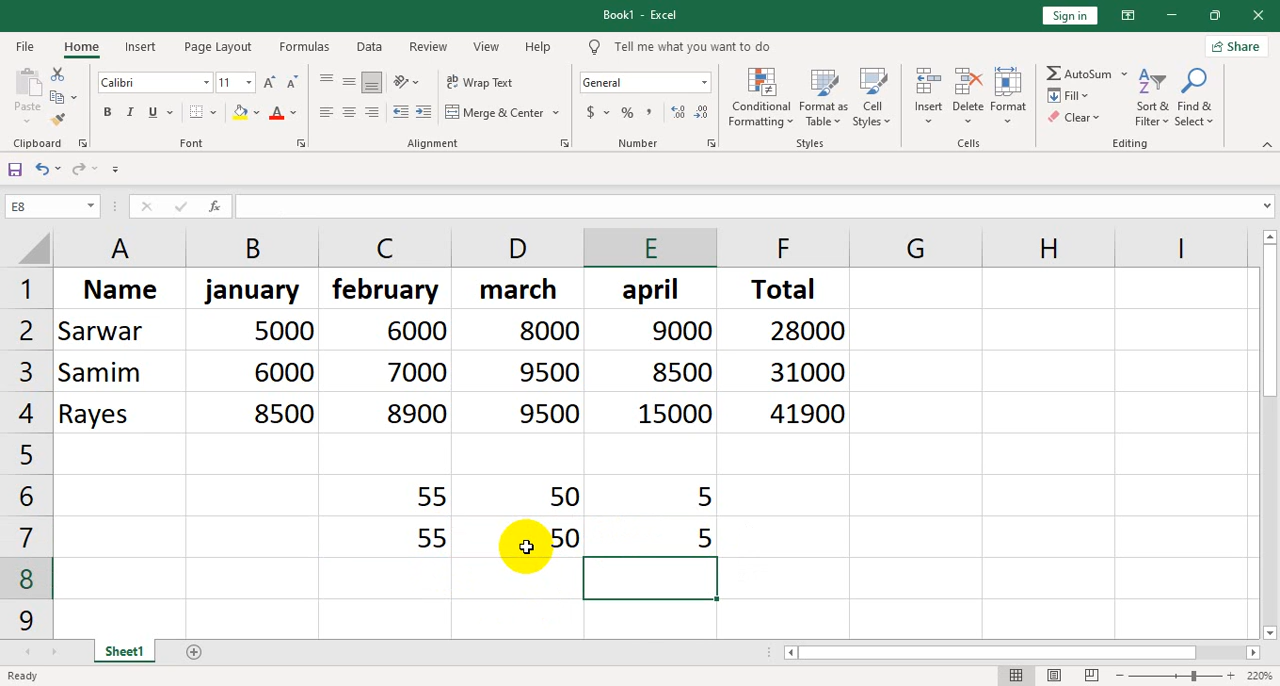 Book1 - Excel
Sign in
File Home Insert Page Layout Formulas Data Review View Help Tell me what you want to do Share
Paste
Calibri 11 A A
B I U A
Wrap Text
Merge & Center
General
$ % , .00 .0
Conditional Formatting
Format as Table
Cell Styles
Insert
Delete
Format
AutoSum
Fill
Clear
Sort & Filter
Find & Select
Clipboard Font Alignment Number Styles Cells Editing
E8 fx
A B C D E F G H I
1 Name january february march april Total
2 Sarwar 5000 6000 8000 9000 28000
3 Samim 6000 7000 9500 8500 31000
4 Rayes 8500 8900 9500 15000 41900
5
6 55 50 5
7 55 50 5
8
9
Sheet1
Ready 220%